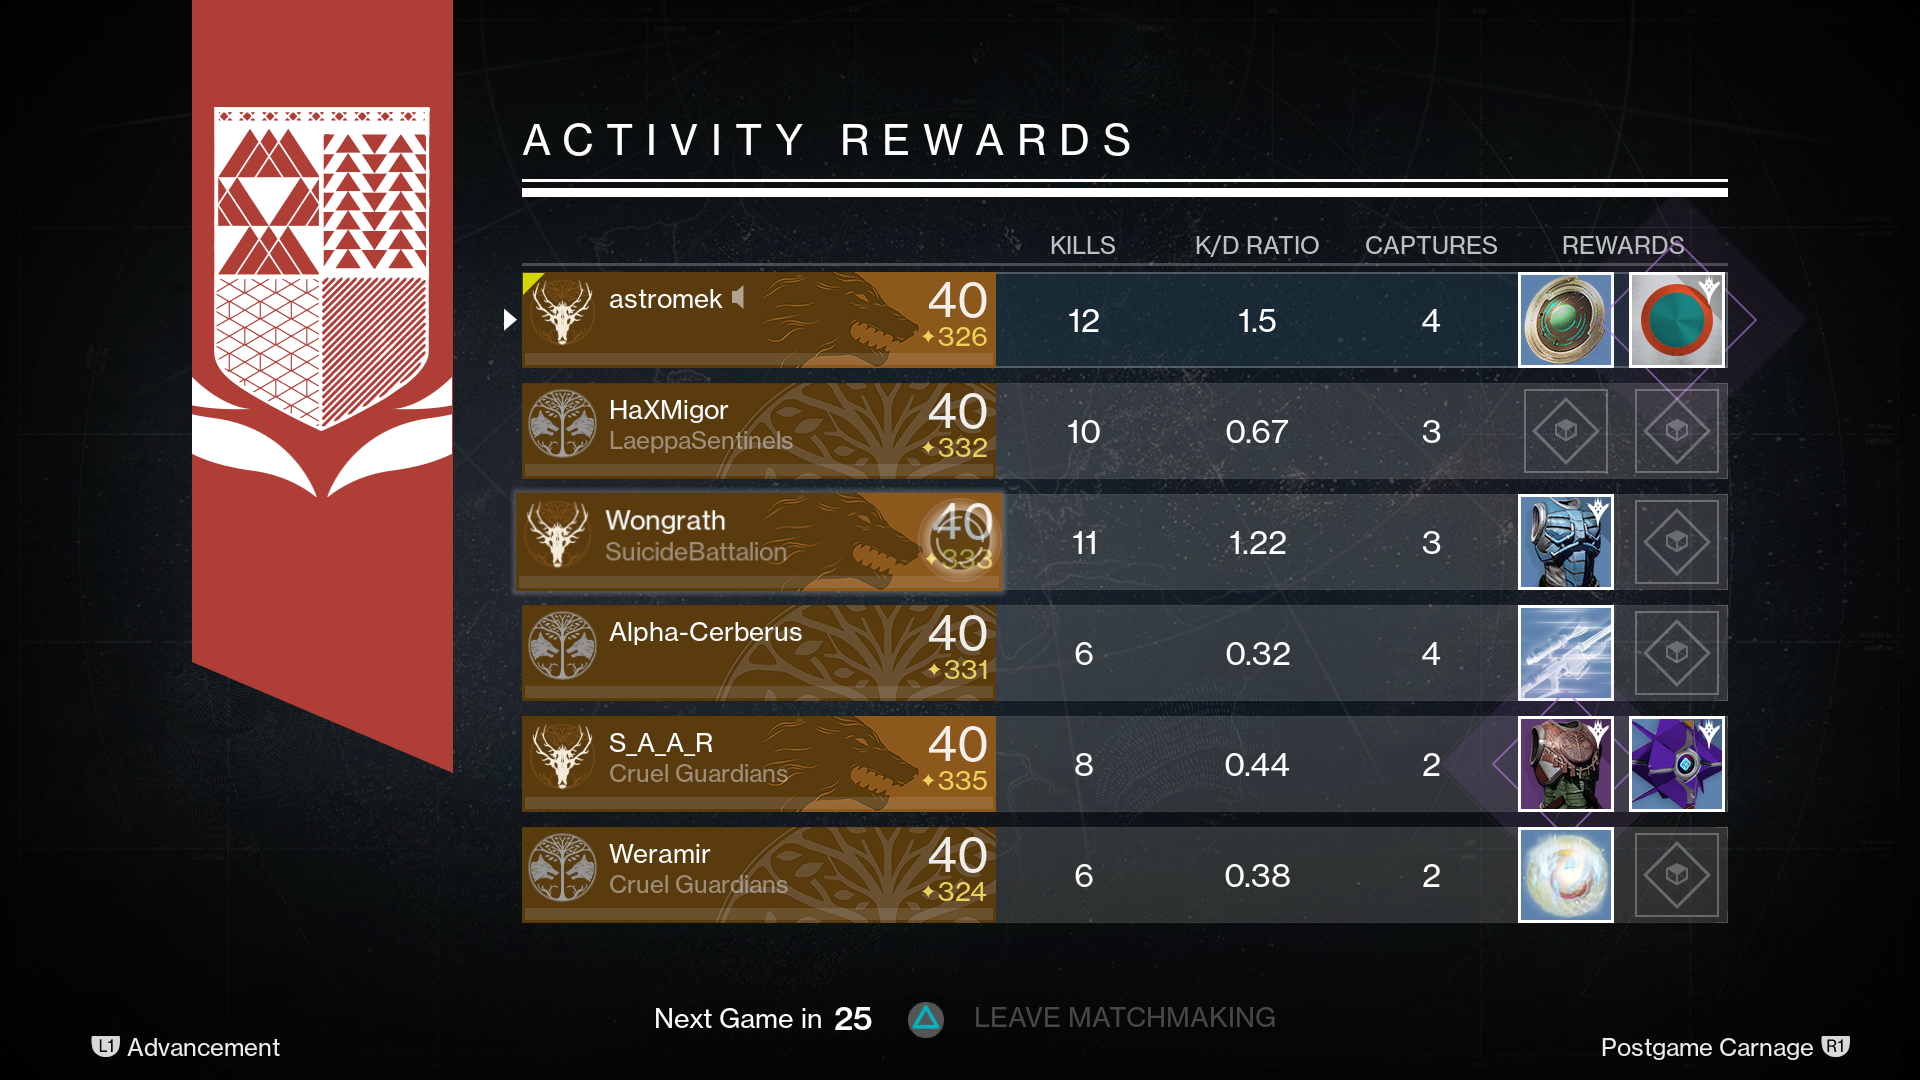 ACTIVITY REWARDS
KILLS K/D RATIO CAPTURES REWARDS
astromek 40
326 12 1.5 4
HaXMigor 40
LaeppaSentinels 332 10 0.67 3
Wongrath 40
SuicideBattalion 333 11 1.22 3
Alpha-Cerberus 40
331 6 0.32 4
S_A_A_R 40
Cruel Guardians 335 8 0.44 2
Weramir 40
Cruel Guardians 324 6 0.38 2
Next Game in 25 LEAVE MATCHMAKING
L1 Advancement
Postgame Carnage R1